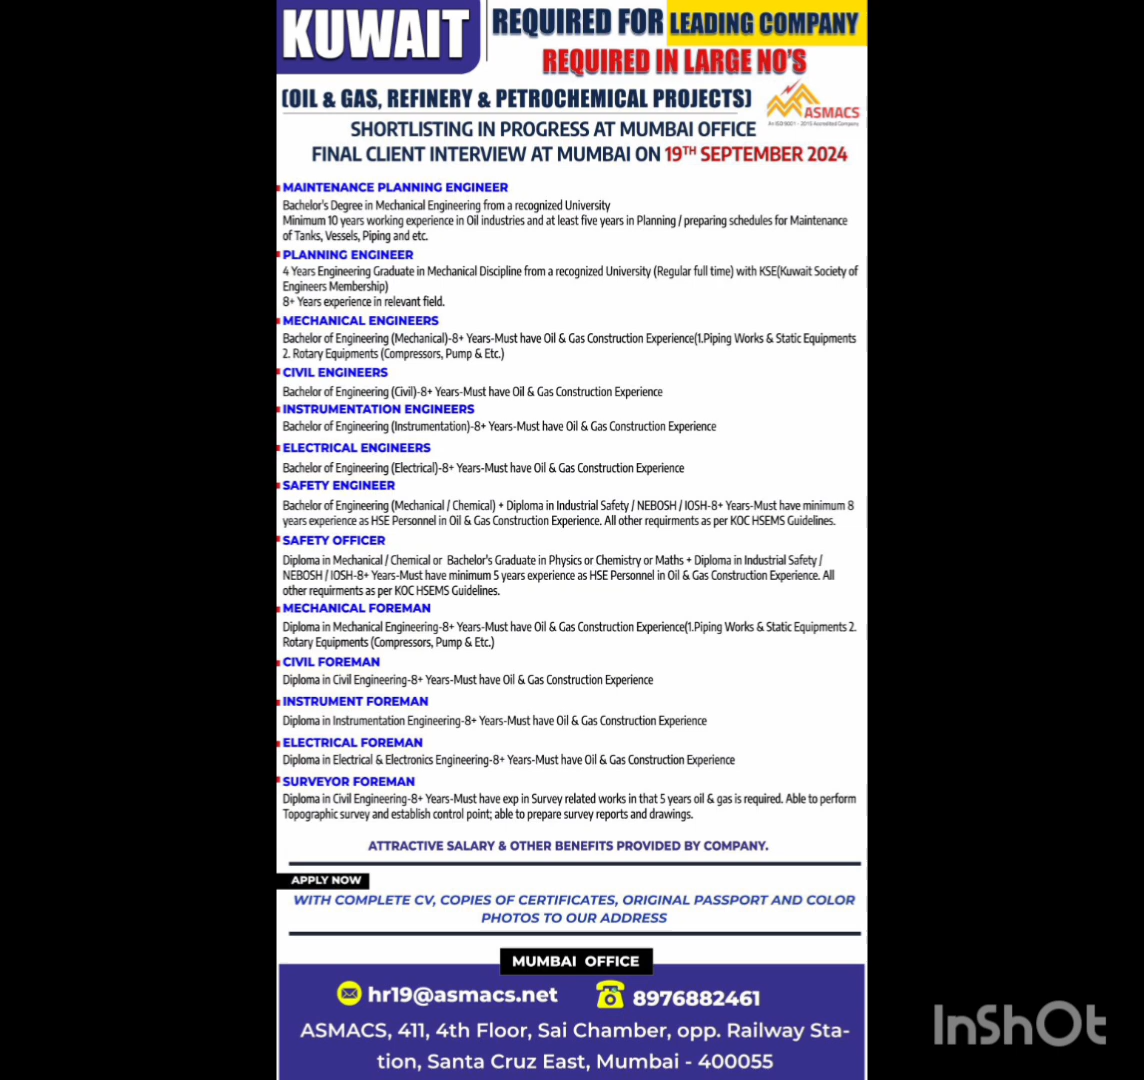 KUWAIT
REQUIRED FOR LEADING COMPANY
REQUIRED IN LARGE NO'S
(OIL & GAS, REFINERY & PETROCHEMICAL PROJECTS)
ASMACS
An ISO 9001 - 2015 Accredited Company
SHORTLISTING IN PROGRESS AT MUMBAI OFFICE
FINAL CLIENT INTERVIEW AT MUMBAI ON 19TH SEPTEMBER 2024
MAINTENANCE PLANNING ENGINEER
Bachelor's Degree in Mechanical Engineering from a recognized University
Minimum 10 years working experience in Oil industries and at least five years in Planning / preparing schedules for Maintenance
of Tanks, Vessels, Piping and etc.
PLANNING ENGINEER
4 Years Engineering Graduate in Mechanical Discipline from a recognized University (Regular full time) with KSE(Kuwait Society of
Engineers Membership)
8+ Years experience in relevant field.
MECHANICAL ENGINEERS
Bachelor of Engineering (Mechanical)-8+ Years-Must have Oil & Gas Construction Experience(1.Piping Works & Static Equipments
2. Rotary Equipments (Compressors, Pump & Etc.)
CIVIL ENGINEERS
Bachelor of Engineering (Civil)-8+ Years-Must have Oil & Gas Construction Experience
INSTRUMENTATION ENGINEERS
Bachelor of Engineering (Instrumentation)-8+ Years-Must have Oil & Gas Construction Experience
ELECTRICAL ENGINEERS
Bachelor of Engineering (Electrical)-8+ Years-Must have Oil & Gas Construction Experience
SAFETY ENGINEER
Bachelor of Engineering (Mechanical / Chemical) + Diploma in Industrial Safety / NEBOSH / IOSH-8+ Years-Must have minimum 8
years experience as HSE Personnel in Oil & Gas Construction Experience. All other requirments as per KOC HSEMS Guidelines.
SAFETY OFFICER
Diploma in Mechanical / Chemical or Bachelor's Graduate in Physics or Chemistry or Maths + Diploma in Industrial Safety /
NEBOSH / IOSH-8+ Years-Must have minimum 5 years experience as HSE Personnel in Oil & Gas Construction Experience. All
other requirments as per KOC HSEMS Guidelines.
MECHANICAL FOREMAN
Diploma in Mechanical Engineering-8+ Years-Must have Oil & Gas Construction Experience(1.Piping Works & Static Equipments 2.
Rotary Equipments (Compressors, Pump & Etc.)
CIVIL FOREMAN
Diploma in Civil Engineering-8+ Years-Must have Oil & Gas Construction Experience
INSTRUMENT FOREMAN
Diploma in Instrumentation Engineering-8+ Years-Must have Oil & Gas Construction Experience
ELECTRICAL FOREMAN
Diploma in Electrical & Electronics Engineering-8+ Years-Must have Oil & Gas Construction Experience
SURVEYOR FOREMAN
Diploma in Civil Engineering-8+ Years-Must have exp in Survey related works in that 5 years oil & gas is required. Able to perform
Topographic survey and establish control point; able to prepare survey reports and drawings.
ATTRACTIVE SALARY & OTHER BENEFITS PROVIDED BY COMPANY.
APPLY NOW
WITH COMPLETE CV, COPIES OF CERTIFICATES, ORIGINAL PASSPORT AND COLOR
PHOTOS TO OUR ADDRESS
MUMBAI OFFICE
hr19@asmacs.net 8976882461
ASMACS, 411, 4th Floor, Sai Chamber, opp. Railway Sta-
tion, Santa Cruz East, Mumbai - 400055
InShOt